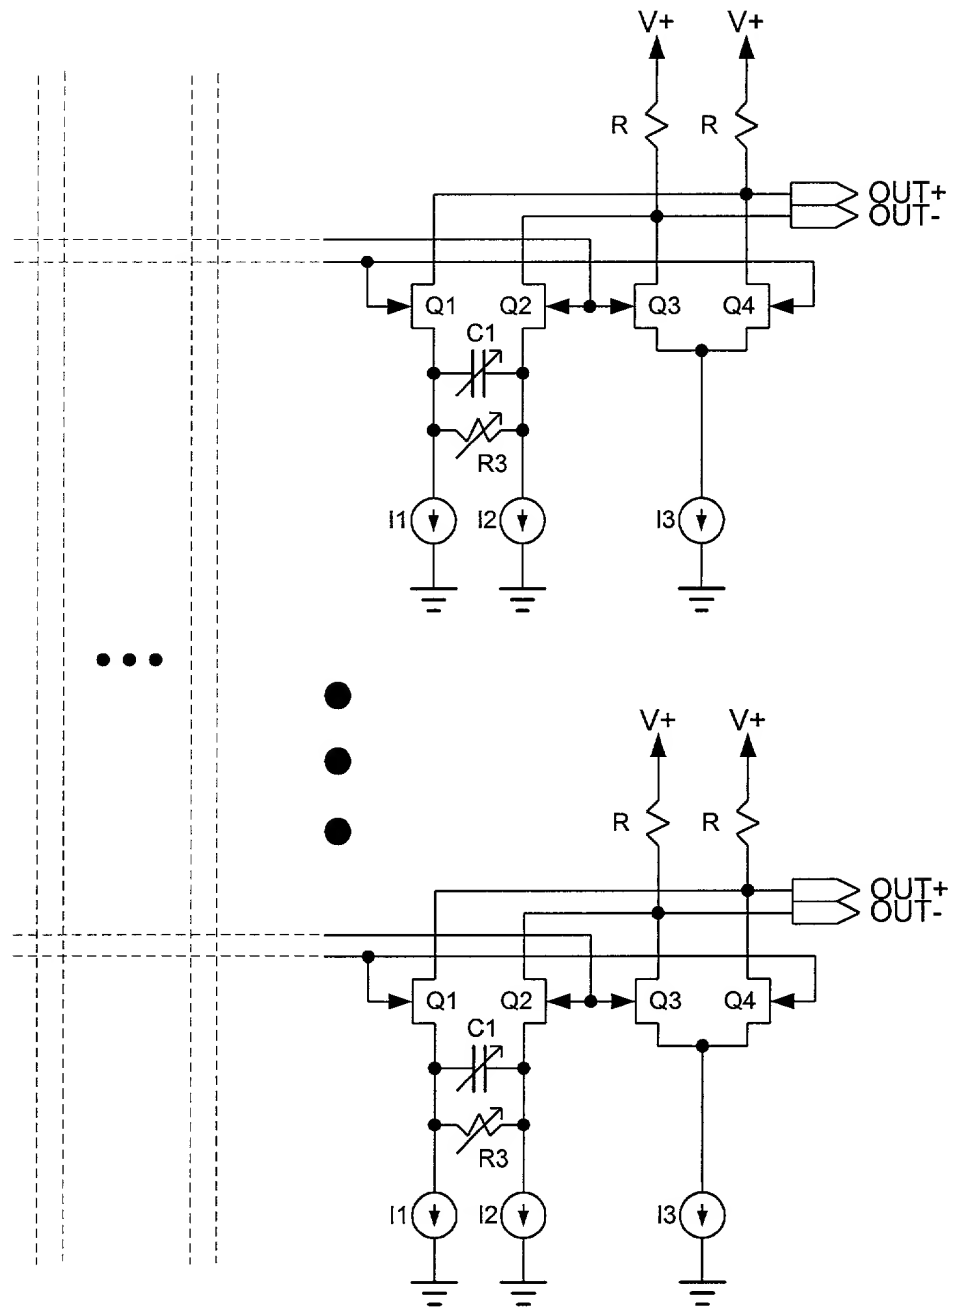 V+ V+
R R
OUT+
OUT-
Q1 Q2 Q3 Q4
C1
R3
I1 I2 I3
V+ V+
R R
OUT+
OUT-
Q1 Q2 Q3 Q4
C1
R3
I1 I2 I3